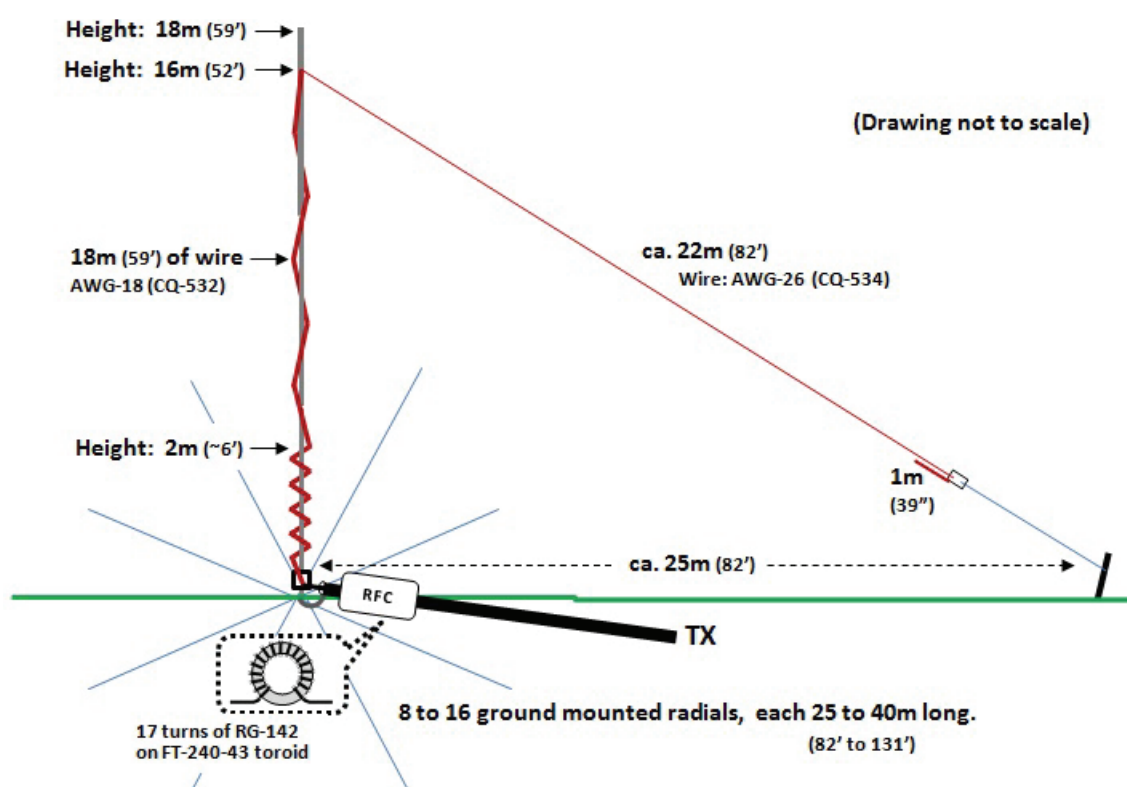 Height: 18m (59')
Height: 16m (52')
(Drawing not to scale)
18m (59') of wire
AWG-18 (CQ-532)
ca. 22m (82')
Wire: AWG-26 (CQ-534)
Height: 2m (~6')
1m
(39")
ca. 25m (82')
RFC
TX
17 turns of RG-142
on FT-240-43 toroid
8 to 16 ground mounted radials, each 25 to 40m long.
(82' to 131')